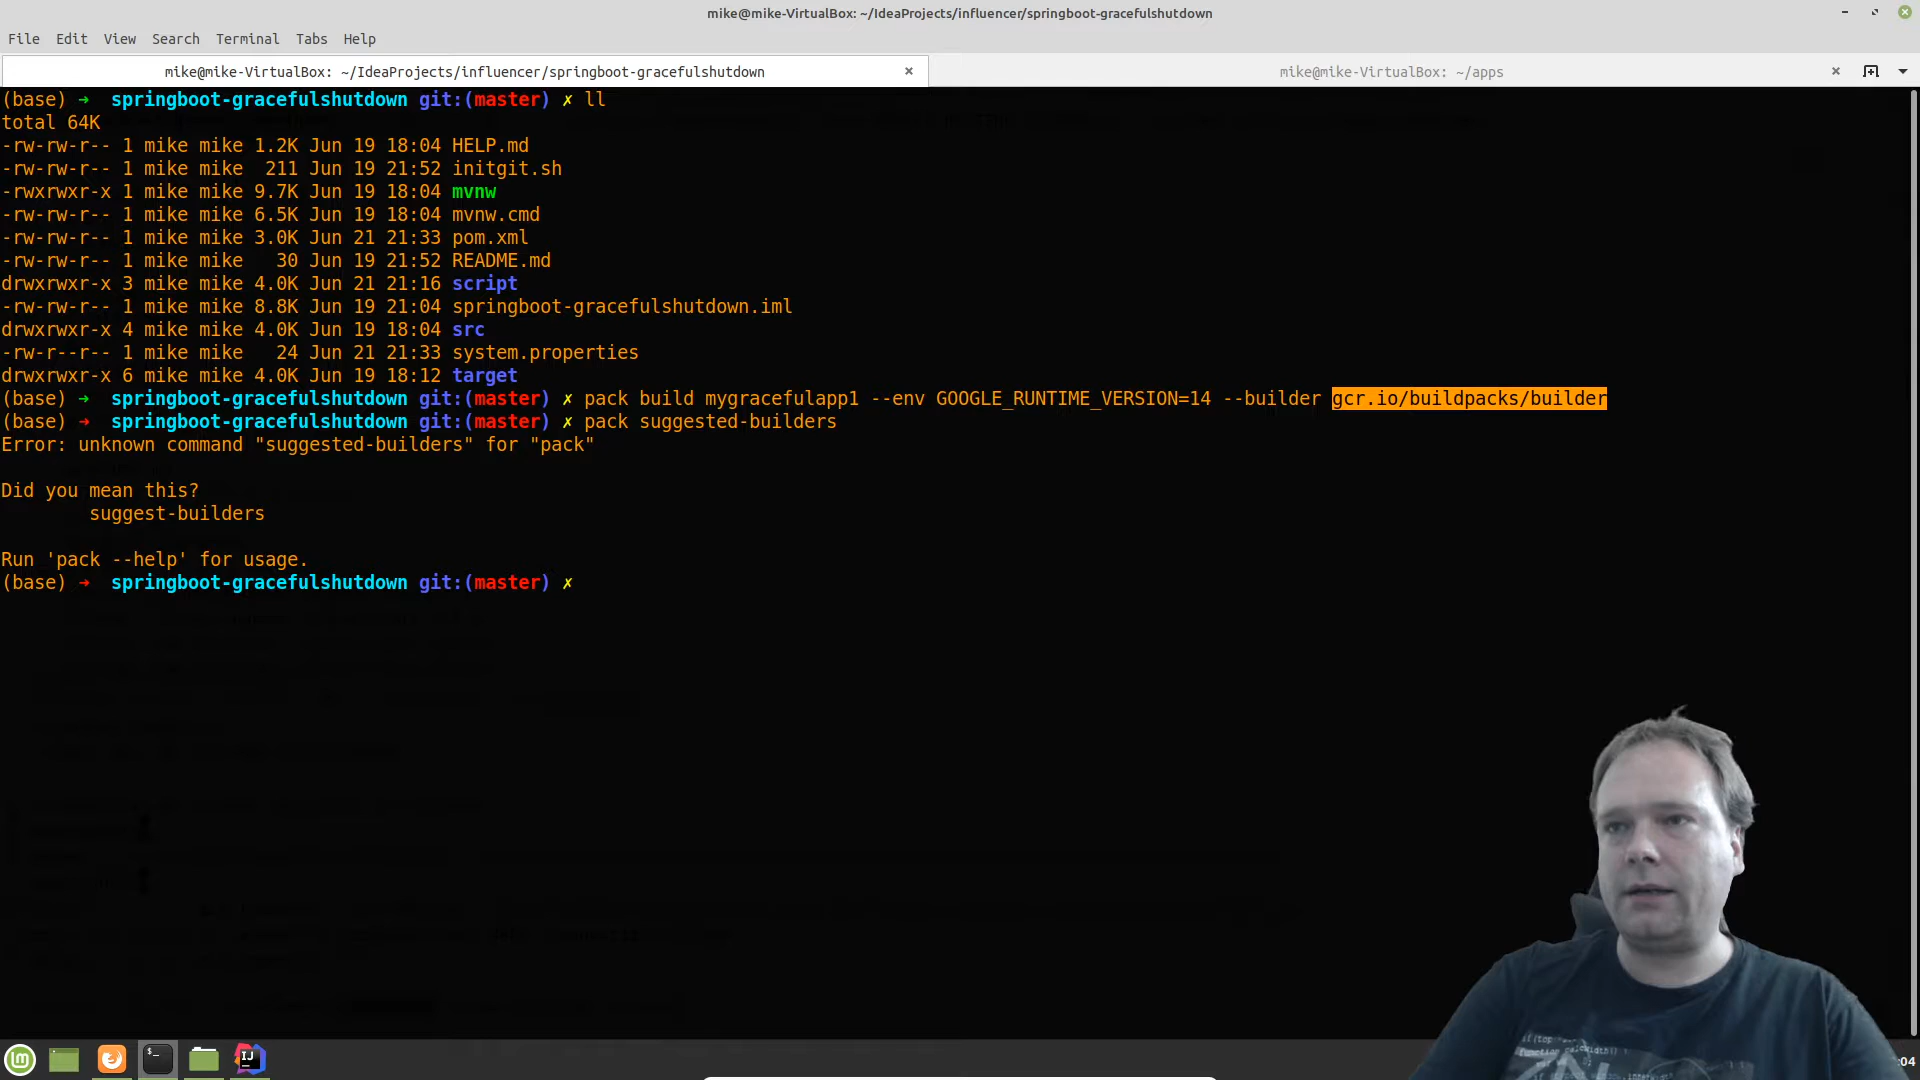 mike@mike-VirtualBox: ~/IdeaProjects/influencer/springboot-gracefulshutdown
File Edit View Search Terminal Tabs Help
mike@mike-VirtualBox: ~/IdeaProjects/influencer/springboot-gracefulshutdown × mike@mike-VirtualBox: ~/apps ×
(base) ➜ springboot-gracefulshutdown git:(master) ✗ ll
total 64K
-rw-rw-r-- 1 mike mike 1.2K Jun 19 18:04 HELP.md
-rw-rw-r-- 1 mike mike 211 Jun 19 21:52 initgit.sh
-rwxrwxr-x 1 mike mike 9.7K Jun 19 18:04 mvnw
-rw-rw-r-- 1 mike mike 6.5K Jun 19 18:04 mvnw.cmd
-rw-rw-r-- 1 mike mike 3.0K Jun 21 21:33 pom.xml
-rw-rw-r-- 1 mike mike 30 Jun 19 21:52 README.md
drwxrwxr-x 3 mike mike 4.0K Jun 21 21:16 script
-rw-rw-r-- 1 mike mike 8.8K Jun 19 21:04 springboot-gracefulshutdown.iml
drwxrwxr-x 4 mike mike 4.0K Jun 19 18:04 src
-rw-r--r-- 1 mike mike 24 Jun 21 21:33 system.properties
drwxrwxr-x 6 mike mike 4.0K Jun 19 18:12 target
(base) ➜ springboot-gracefulshutdown git:(master) ✗ pack build mygracefulapp1 --env GOOGLE_RUNTIME_VERSION=14 --builder gcr.io/buildpacks/builder
(base) ➜ springboot-gracefulshutdown git:(master) ✗ pack suggested-builders
Error: unknown command "suggested-builders" for "pack"
Did you mean this?
suggest-builders
Run 'pack --help' for usage.
(base) ➜ springboot-gracefulshutdown git:(master) ✗
:04